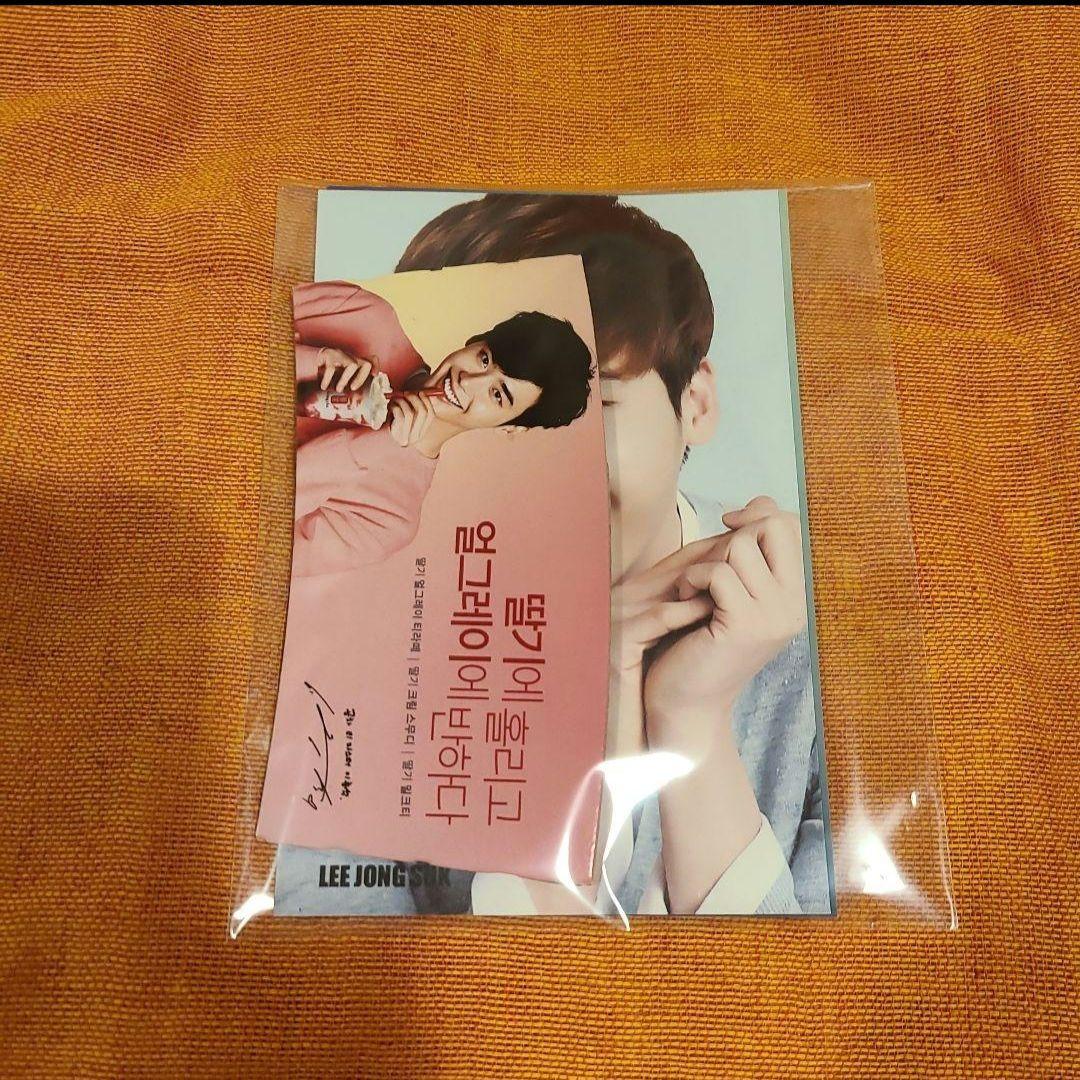 딸기에 홀리고
얼그레이에 반하다
딸기 얼그레이 티라떼 | 딸기 크림 스무디 | 딸기 밀크티
LEE JONG SUK